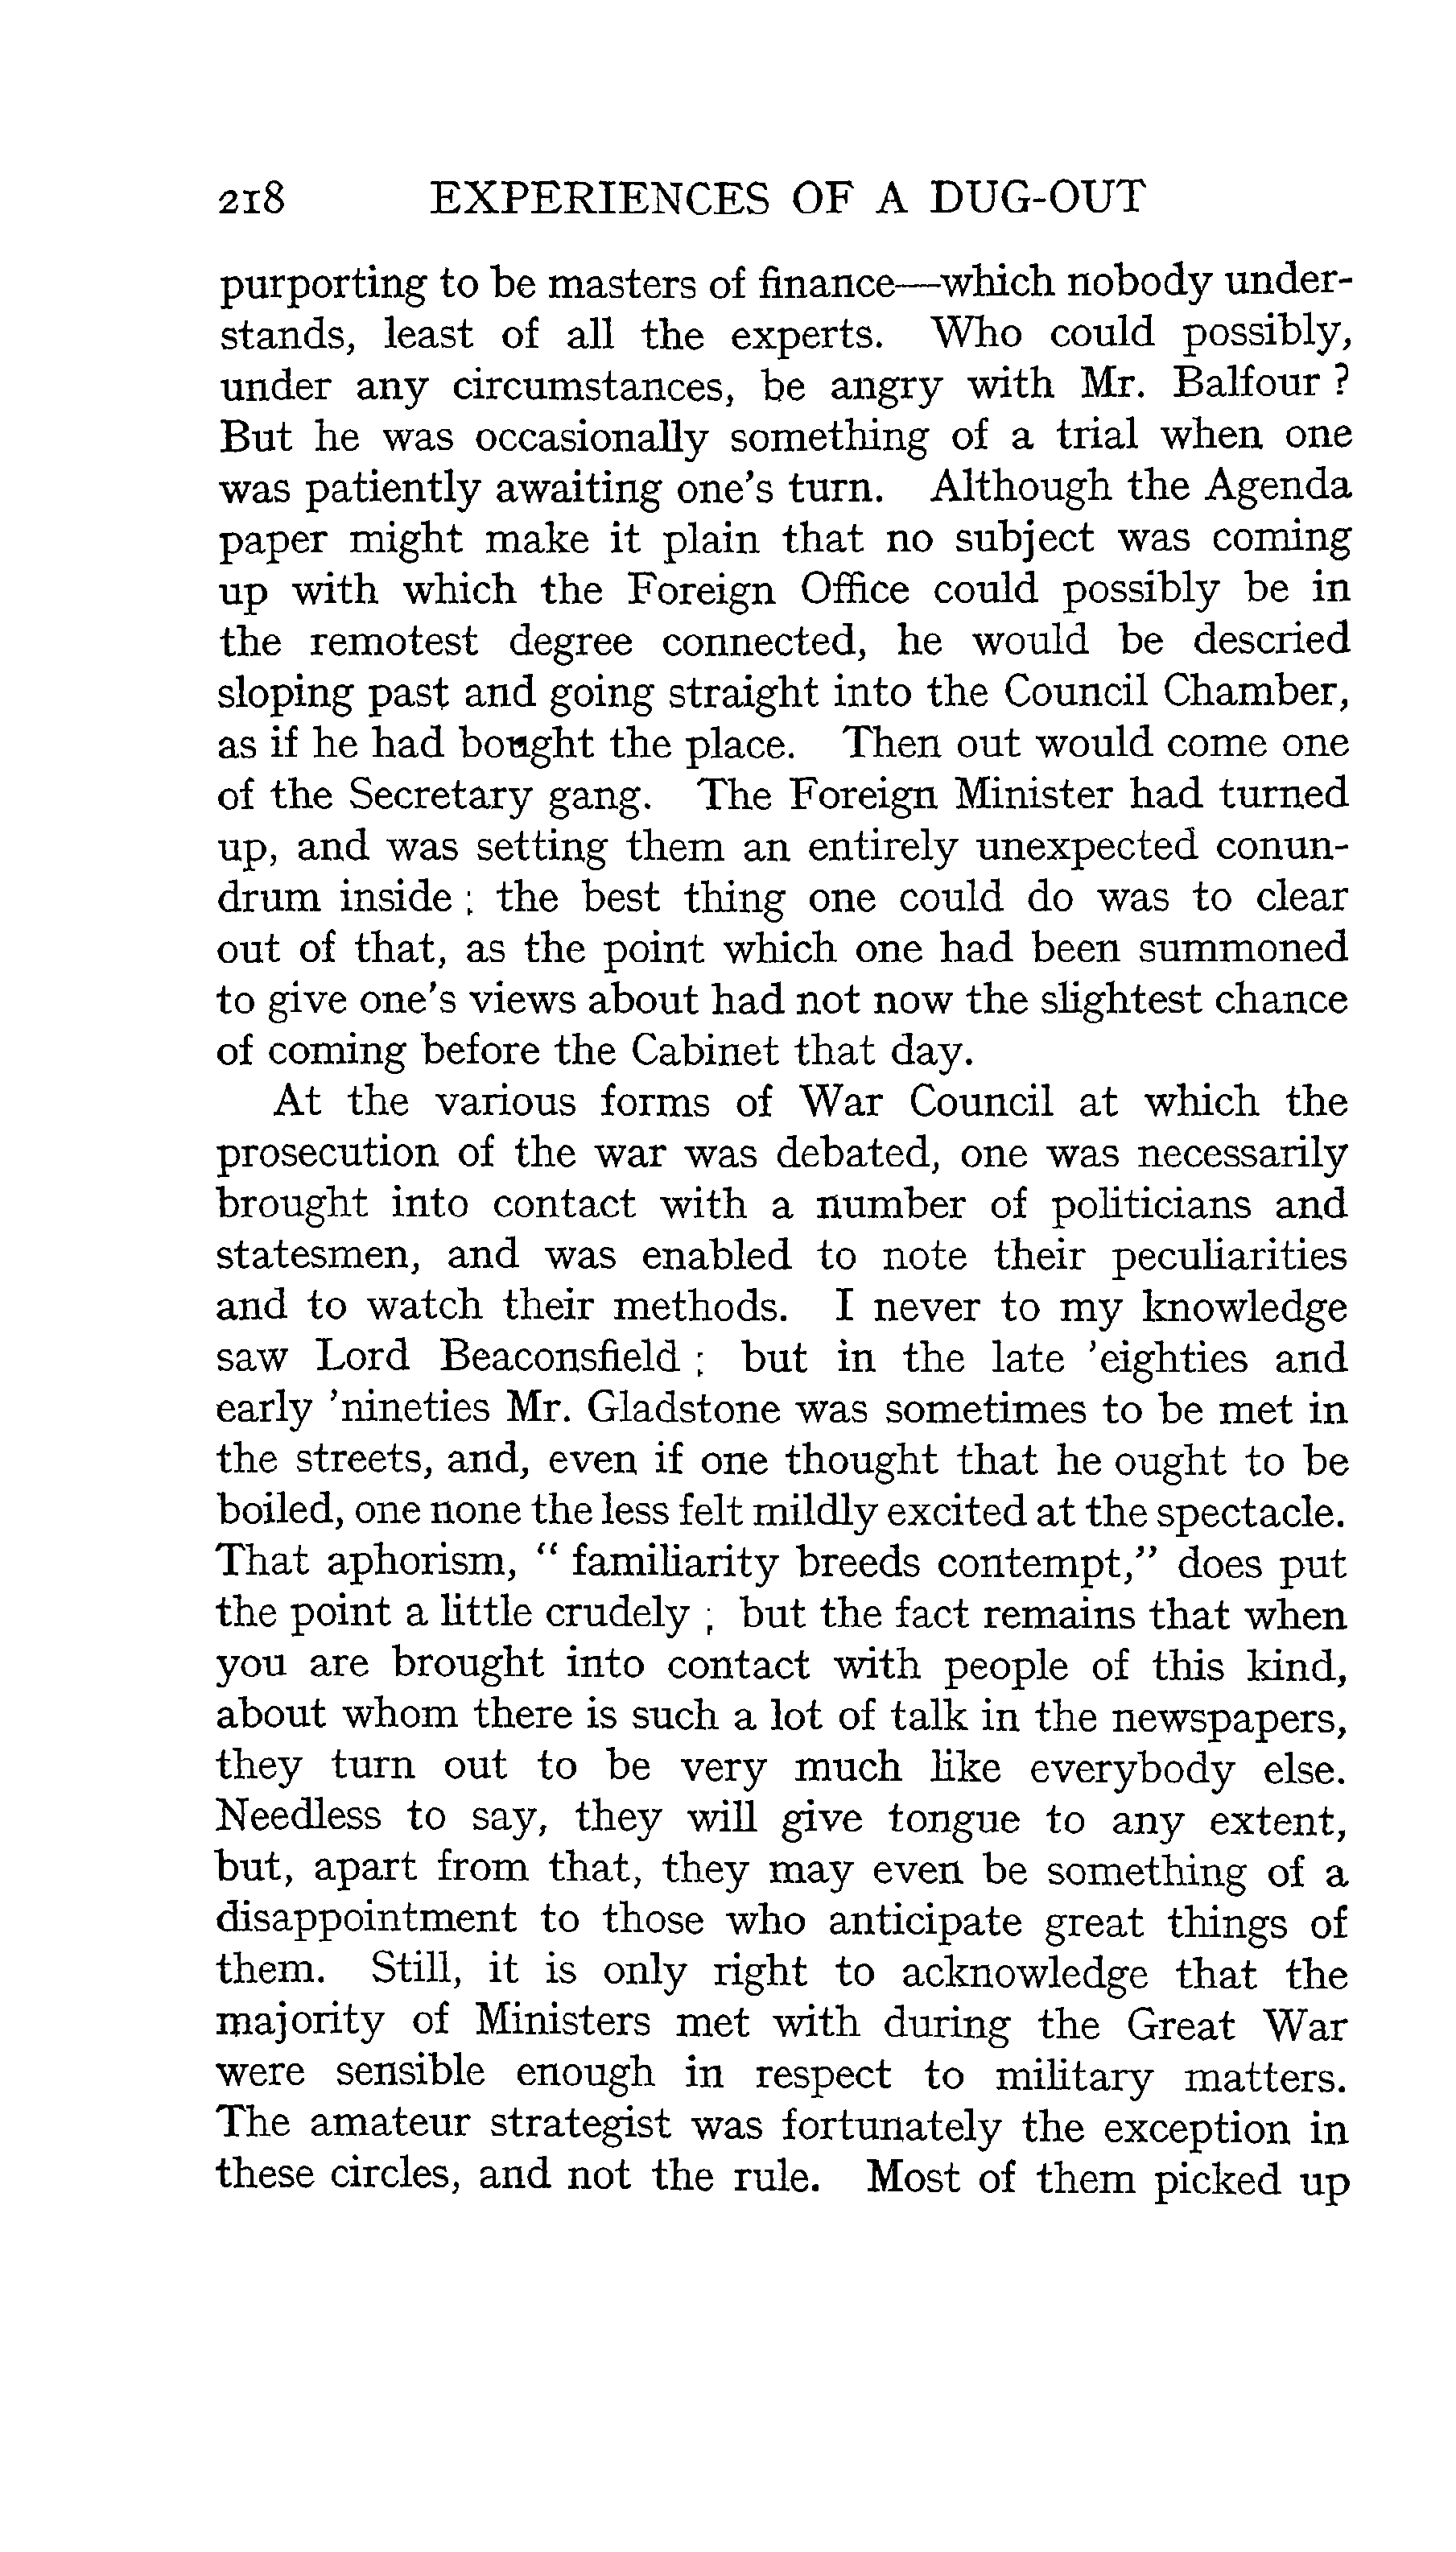 218 EXPERIENCES OF A DUG-OUT
purporting to be masters of finance—which nobody under-
stands, least of all the experts. Who could possibly,
under any circumstances, be angry with Mr. Balfour ?
But he was occasionally something of a trial when one
was patiently awaiting one's turn. Although the Agenda
paper might make it plain that no subject was coming
up with which the Foreign Office could possibly be in
the remotest degree connected, he would be descried
sloping past and going straight into the Council Chamber,
as if he had bought the place. Then out would come one
of the Secretary gang. The Foreign Minister had turned
up, and was setting them an entirely unexpected conun-
drum inside ; the best thing one could do was to clear
out of that, as the point which one had been summoned
to give one's views about had not now the slightest chance
of coming before the Cabinet that day.
At the various forms of War Council at which the
prosecution of the war was debated, one was necessarily
brought into contact with a number of politicians and
statesmen, and was enabled to note their peculiarities
and to watch their methods. I never to my knowledge
saw Lord Beaconsfield ; but in the late 'eighties and
early 'nineties Mr. Gladstone was sometimes to be met in
the streets, and, even if one thought that he ought to be
boiled, one none the less felt mildly excited at the spectacle.
That aphorism, “ familiarity breeds contempt,” does put
the point a little crudely ; but the fact remains that when
you are brought into contact with people of this kind,
about whom there is such a lot of talk in the newspapers,
they turn out to be very much like everybody else.
Needless to say, they will give tongue to any extent,
but, apart from that, they may even be something of a
disappointment to those who anticipate great things of
them. Still, it is only right to acknowledge that the
majority of Ministers met with during the Great War
were sensible enough in respect to military matters.
The amateur strategist was fortunately the exception in
these circles, and not the rule. Most of them picked up